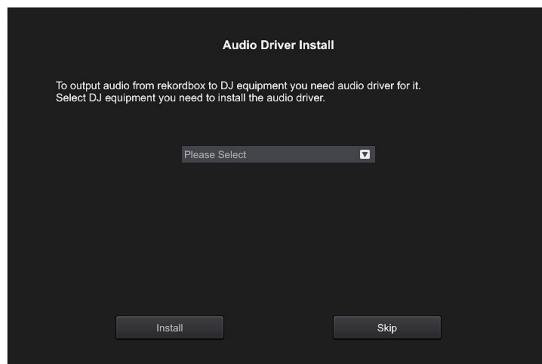 Audio Driver Install
To output audio from rekordbox to DJ equipment you need audio driver for it.
Select DJ equipment you need to install the audio driver.
Please Select
Install
Skip